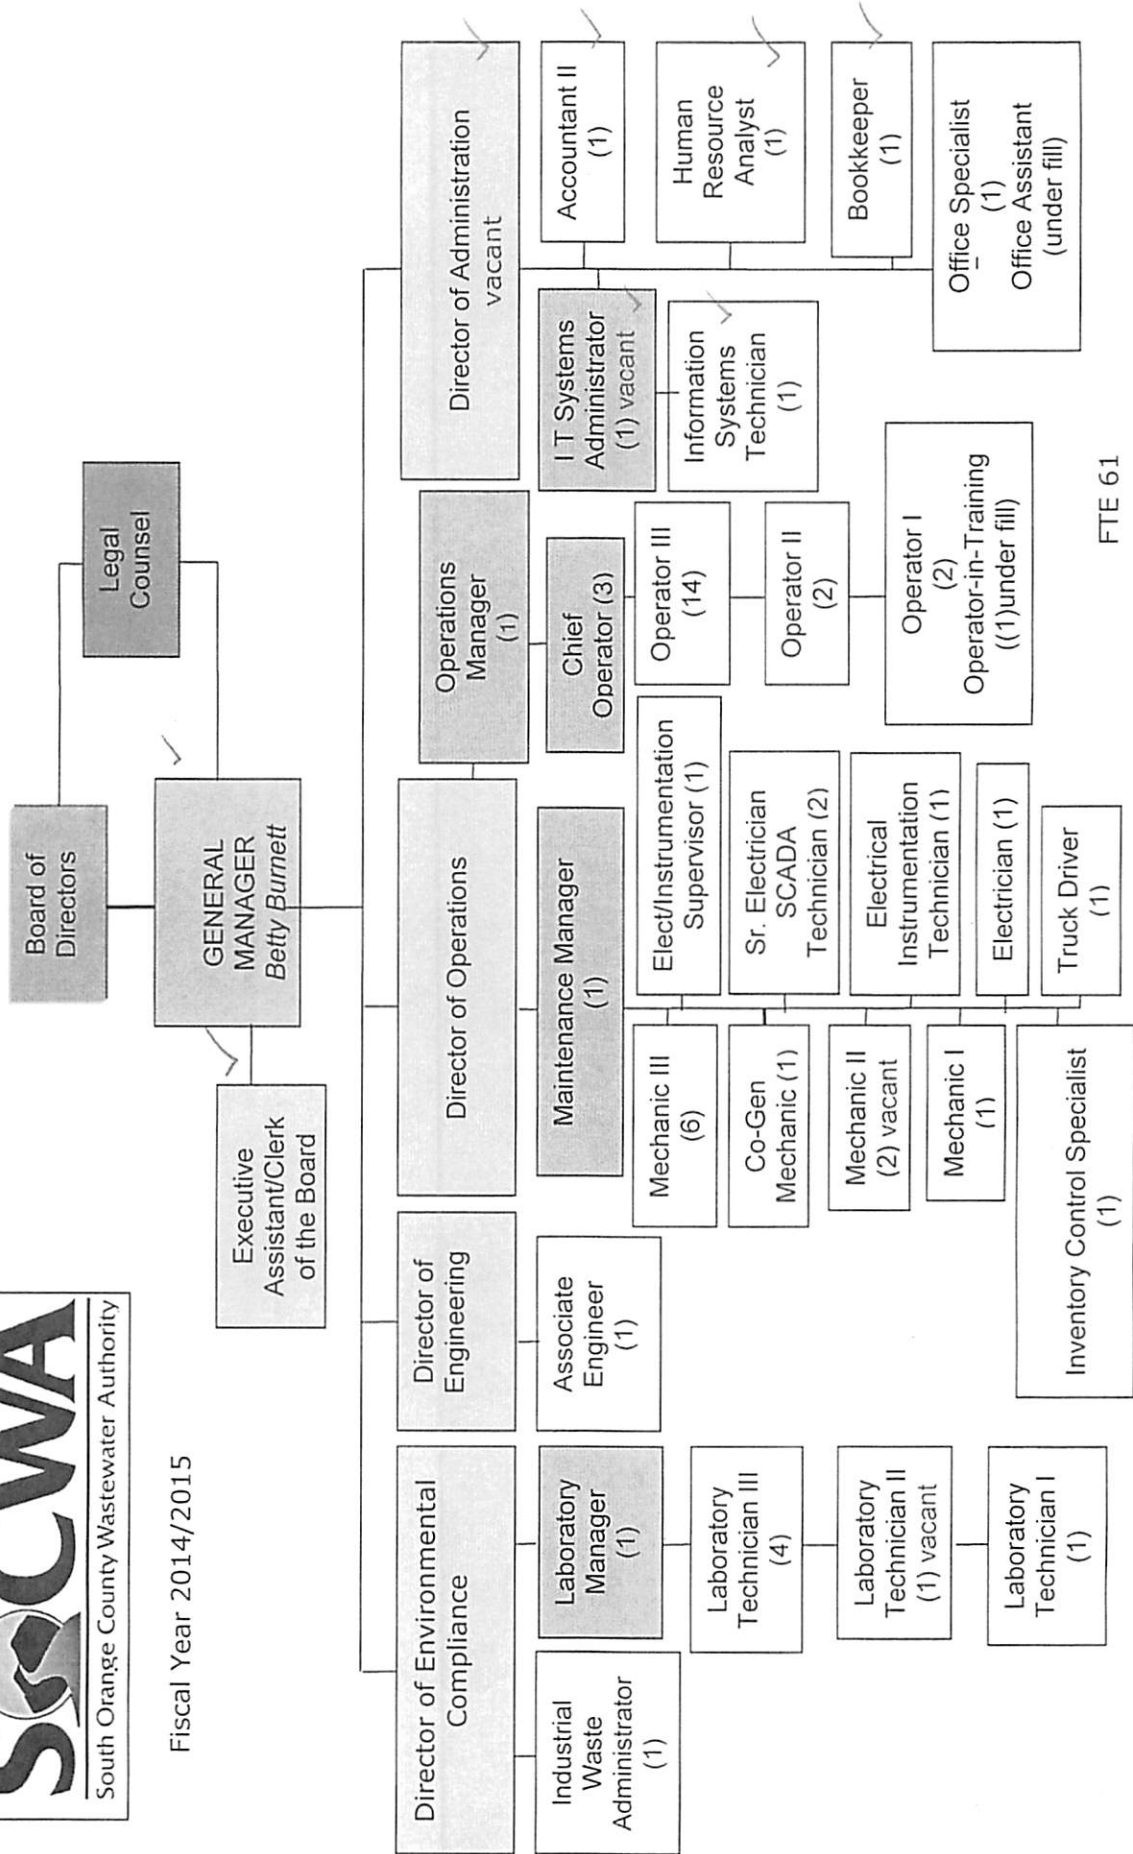 SOCWA
South Orange County Wastewater Authority
Fiscal Year 2014/2015
Board of
Directors
Legal
Counsel
GENERAL
MANAGER
Betty Burnett
Executive
Assistant/Clerk
of the Board
Director of Environmental
Compliance
Industrial
Waste
Administrator
(1)
Laboratory
Manager
(1)
Laboratory
Technician III
(4)
Laboratory
Technician II
(1) vacant
Laboratory
Technician I
(1)
Director of
Engineering
Associate
Engineer
(1)
Director of Operations
Maintenance Manager
(1)
Mechanic III
(6)
Co-Gen
Mechanic (1)
Mechanic II
(2) vacant
Mechanic I
(1)
Inventory Control Specialist
(1)
Elect/Instrumentation
Supervisor (1)
Sr. Electrician
SCADA
Technician (2)
Electrical
Instrumentation
Technician (1)
Electrician (1)
Truck Driver
(1)
Operations
Manager
(1)
Chief
Operator (3)
Operator III
(14)
Operator II
(2)
Operator I
(2)
Operator-in-Training
((1)under fill)
Director of Administration
vacant
I T Systems
Administrator
(1) vacant
Information
Systems
Technician
(1)
Accountant II
(1)
Human
Resource
Analyst
(1)
Bookkeeper
(1)
Office Specialist
(1)
Office Assistant
(under fill)
FTE 61